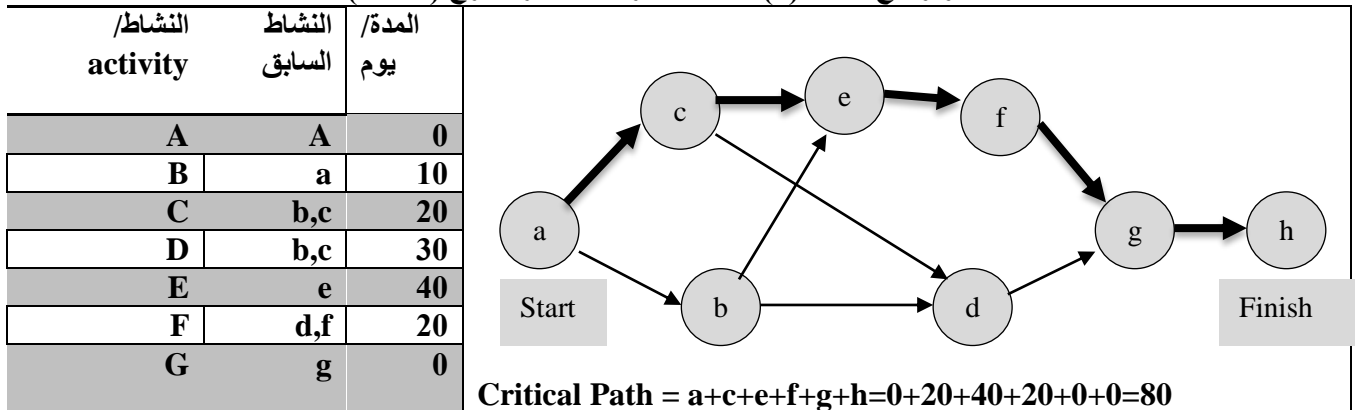 النشاط/ النشاط المدة/
activity السابق يوم
A A 0
B a 10
C b,c 20
D b,c 30
E e 40
F d,f 20
G g 0
e
c
f
a
g
h
b
d
Start
Finish
Critical Path = a+c+e+f+g+h=0+20+40+20+0+0=80